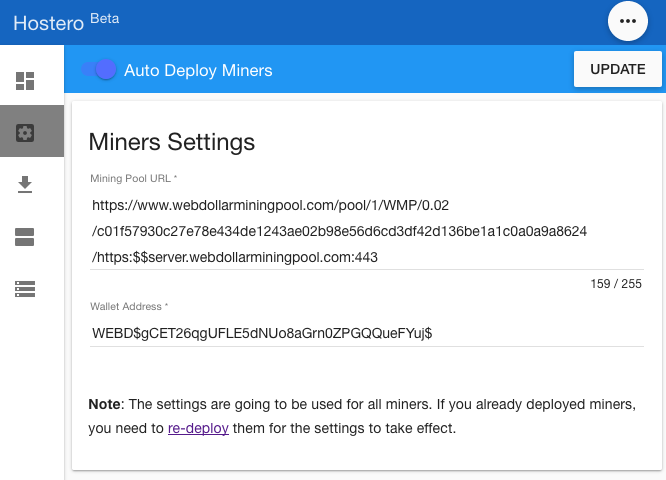 Hostero Beta
Auto Deploy Miners
UPDATE
Miners Settings
Mining Pool URL *
https://www.webdollarminingpool.com/pool/1/WMP/0.02
/c01f57930c27e78e434de1243ae02b98e56d6cd3df42d136be1a1c0a0a9a8624
/https:$$server.webdollarminingpool.com:443
159 / 255
Wallet Address *
WEBD$gCET26qgUFLE5dNUo8aGrn0ZPGQQueFYuj$
Note: The settings are going to be used for all miners. If you already deployed miners,
you need to re-deploy them for the settings to take effect.